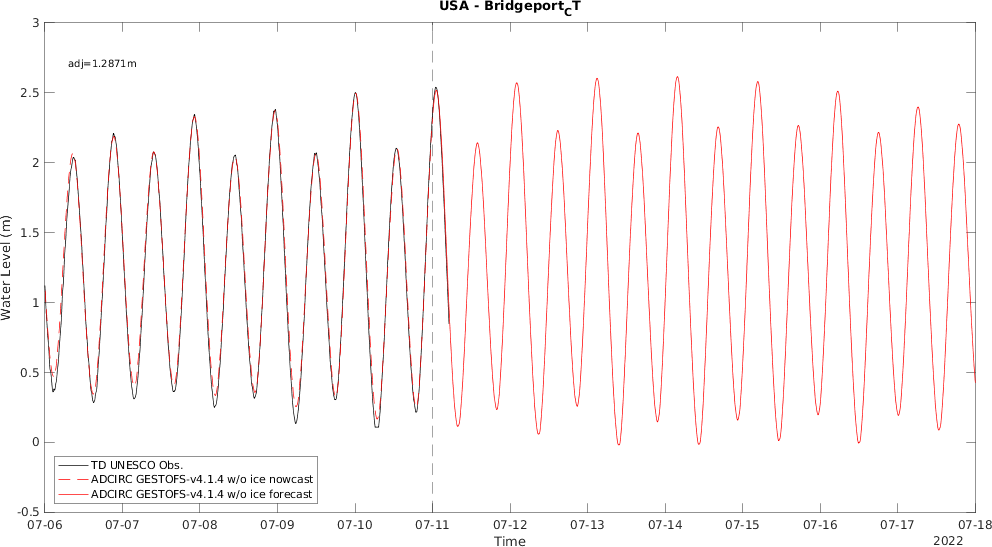 USA - Bridgeport_CT
adj=1.2871m
3
2.5
2
1.5
1
0.5
0
-0.5
Water Level (m)
TD UNESCO Obs.
ADCIRC GESTOFS-v4.1.4 w/o ice nowcast
ADCIRC GESTOFS-v4.1.4 w/o ice forecast
07-06 07-07 07-08 07-09 07-10 07-11 07-12 07-13 07-14 07-15 07-16 07-17 07-18
Time
2022